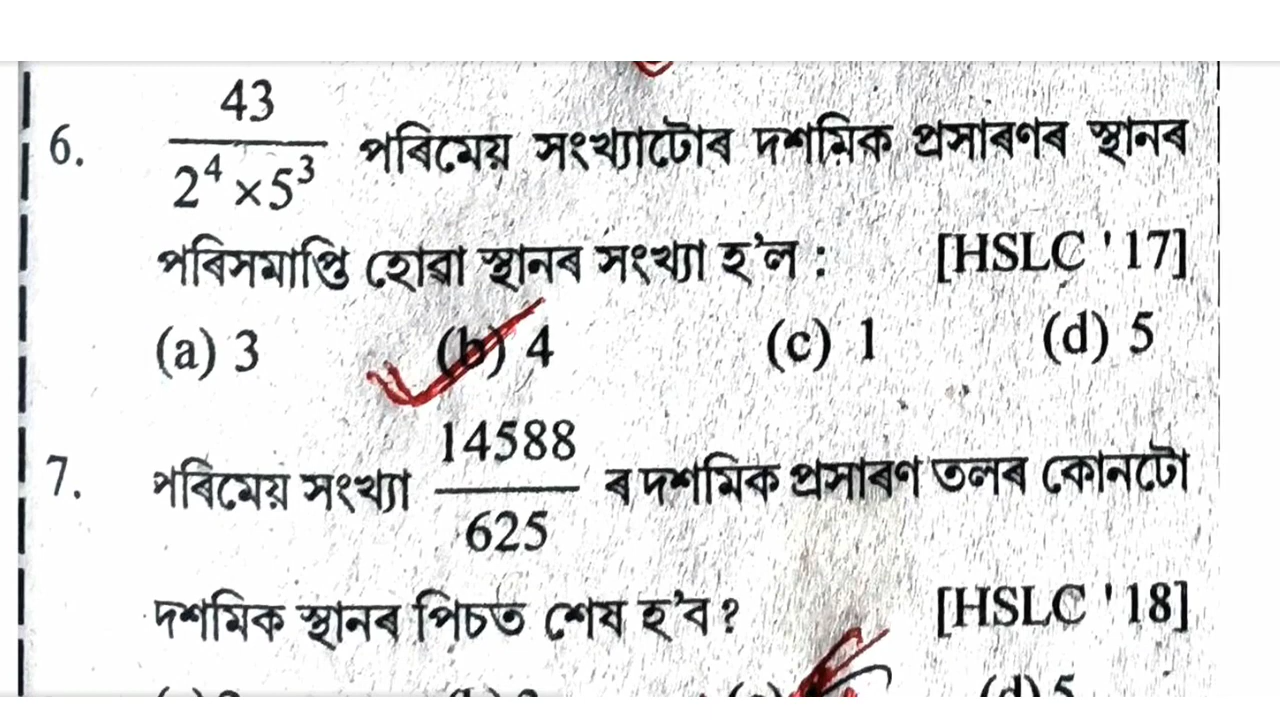 6. 43/2⁴×5³ পৰিমেয় সংখ্যাটোৰ দশমিক প্ৰসাৰণৰ স্থানৰ
পৰিসমাপ্তি হোৱা স্থানৰ সংখ্যা হ'ল : [HSLC '17]
(a) 3 (b) 4 (c) 1 (d) 5
7. পৰিমেয় সংখ্যা 14588/625 ৰ দশমিক প্ৰসাৰণ তলৰ কোনটো
দশমিক স্থানৰ পিচত শেষ হ'ব? [HSLC '18]
(d) 5